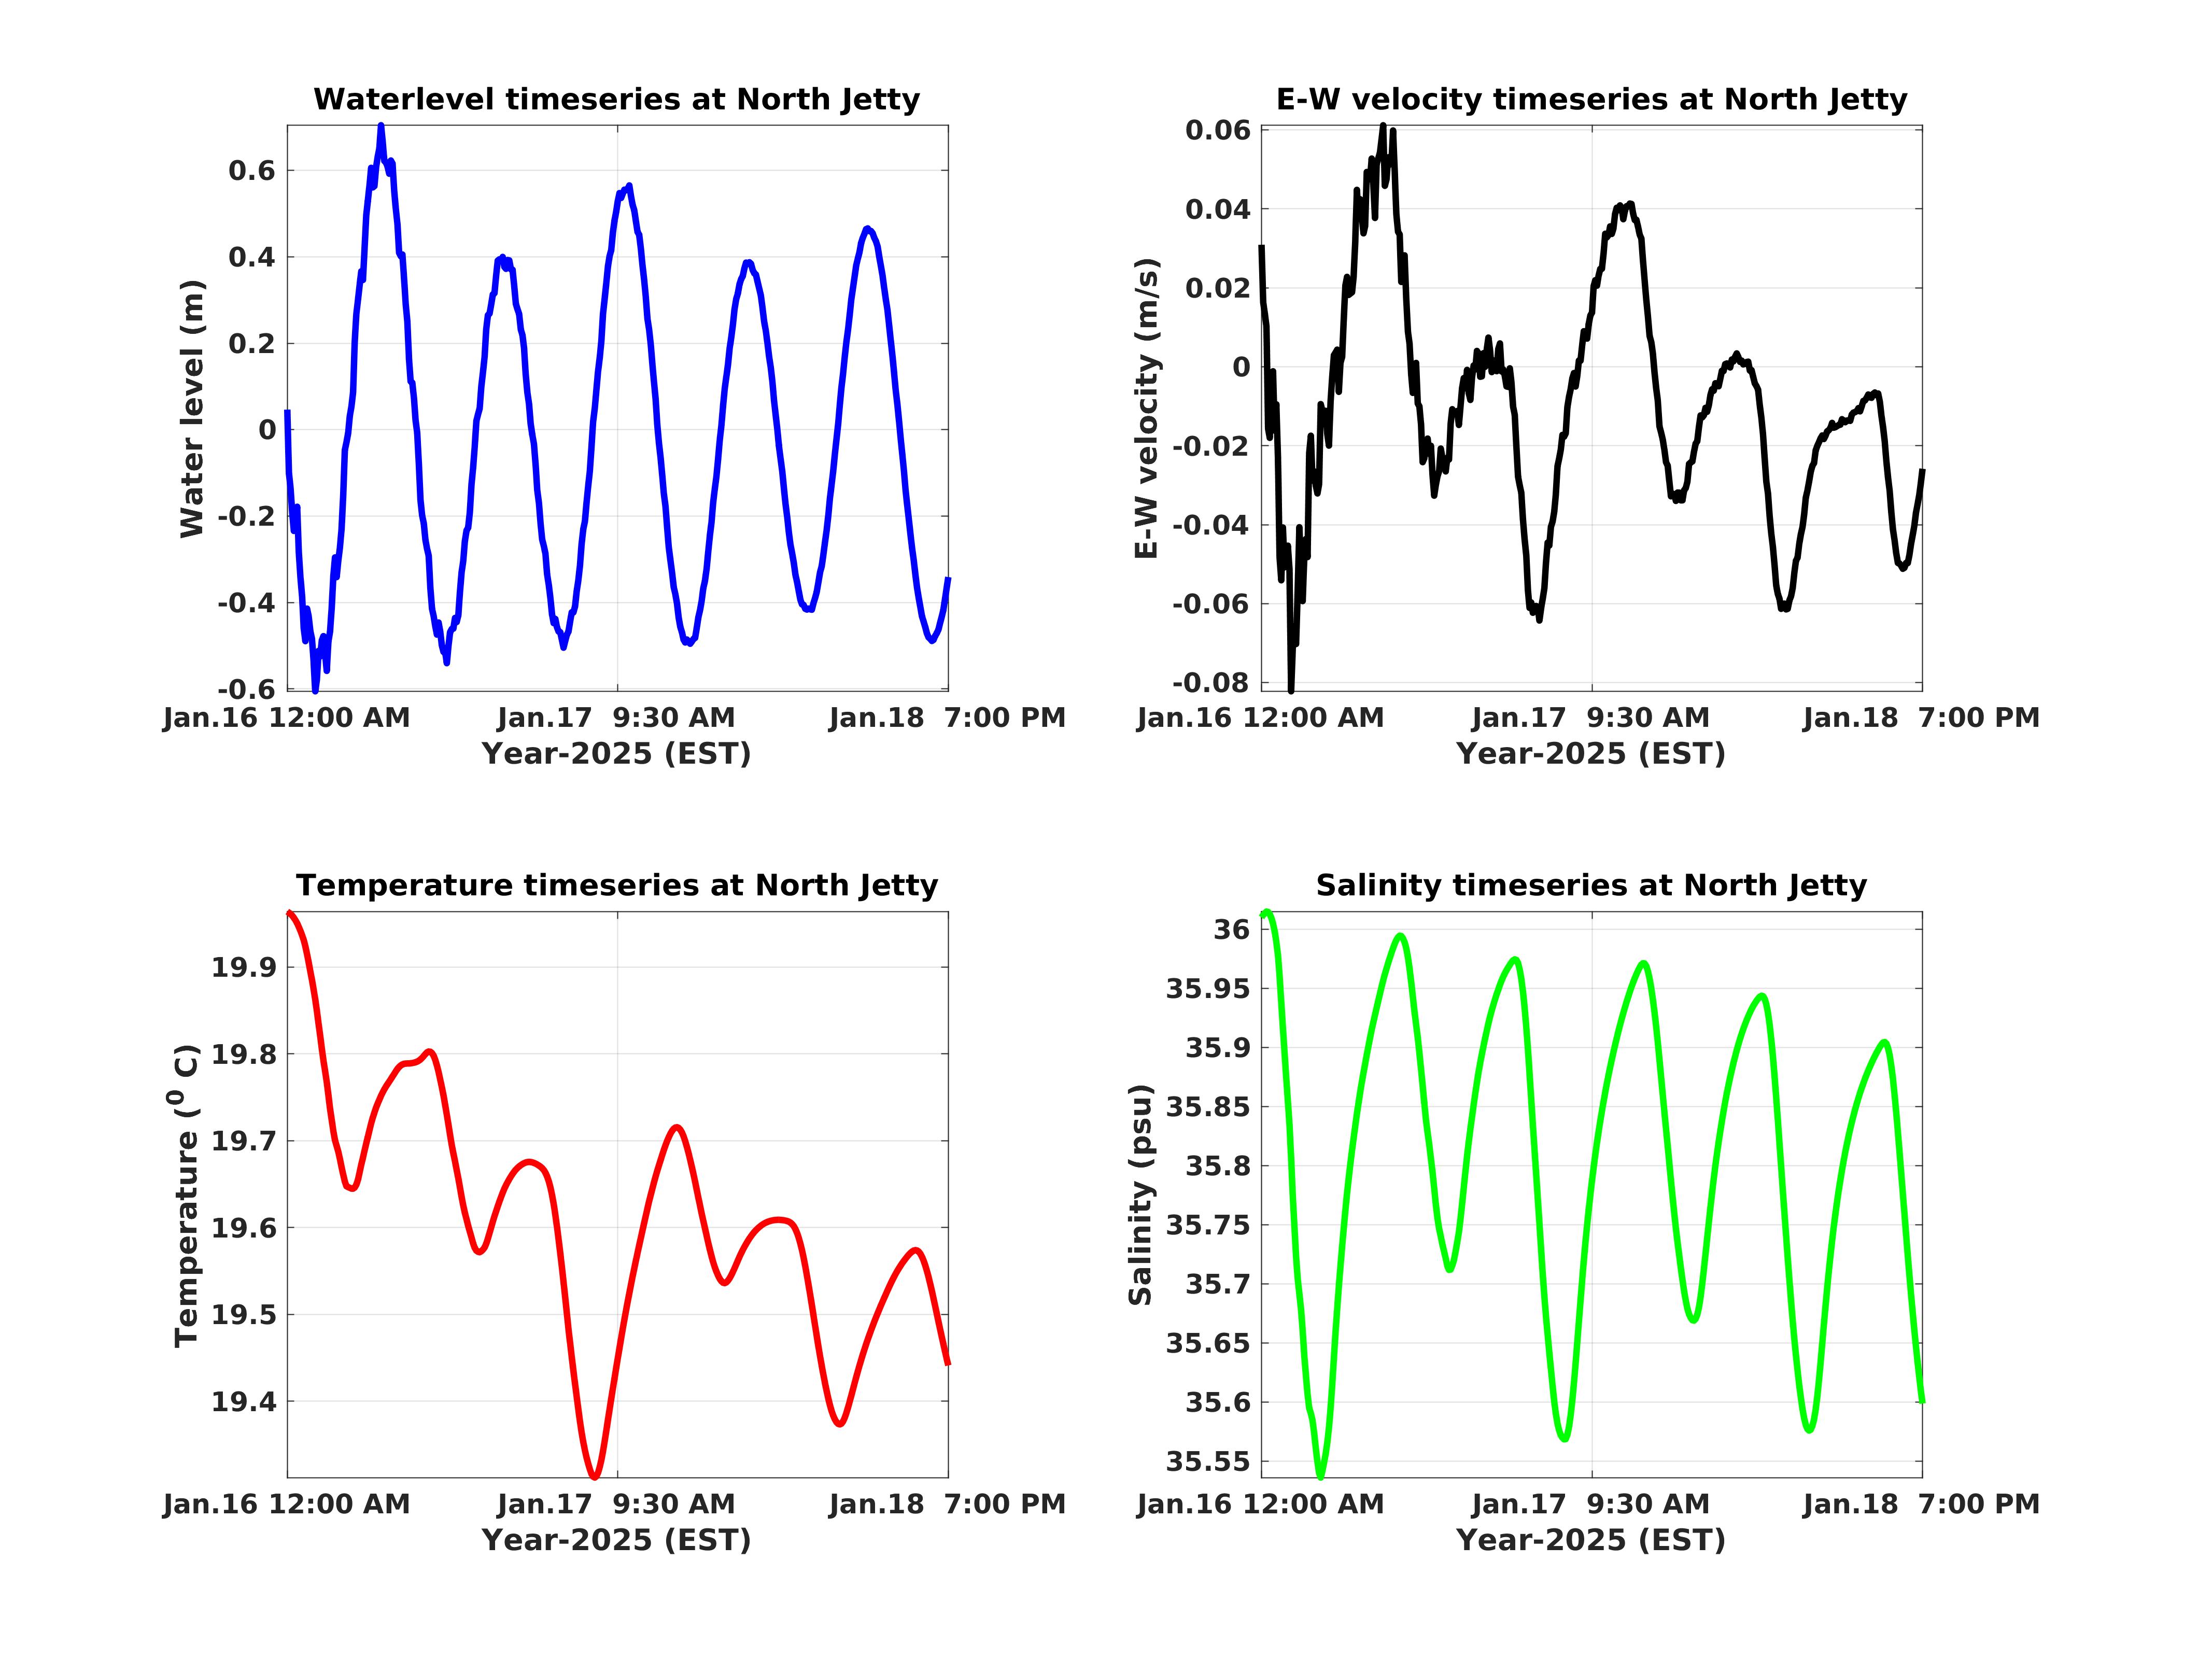 Waterlevel timeseries at North Jetty
0.6
0.4
0.2
0
-0.2
-0.4
-0.6
Water level (m)
Jan.16 12:00 AM
Jan.17  9:30 AM
Jan.18  7:00 PM
Year-2025 (EST)
E-W velocity timeseries at North Jetty
0.06
0.04
0.02
0
-0.02
-0.04
-0.06
-0.08
E-W velocity (m/s)
Jan.16 12:00 AM
Jan.17  9:30 AM
Jan.18  7:00 PM
Year-2025 (EST)
Temperature timeseries at North Jetty
19.9
19.8
19.7
19.6
19.5
19.4
Temperature (⁰ C)
Jan.16 12:00 AM
Jan.17  9:30 AM
Jan.18  7:00 PM
Year-2025 (EST)
Salinity timeseries at North Jetty
36
35.95
35.9
35.85
35.8
35.75
35.7
35.65
35.6
35.55
Salinity (psu)
Jan.16 12:00 AM
Jan.17  9:30 AM
Jan.18  7:00 PM
Year-2025 (EST)